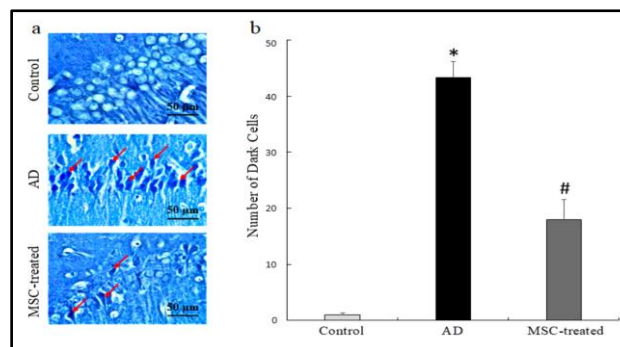 a
Control
50 µm
AD
50 µm
MSC-treated
50 µm
b
Number of Dark Cells
50
40
30
20
10
0
*
#
Control
AD
MSC-treated